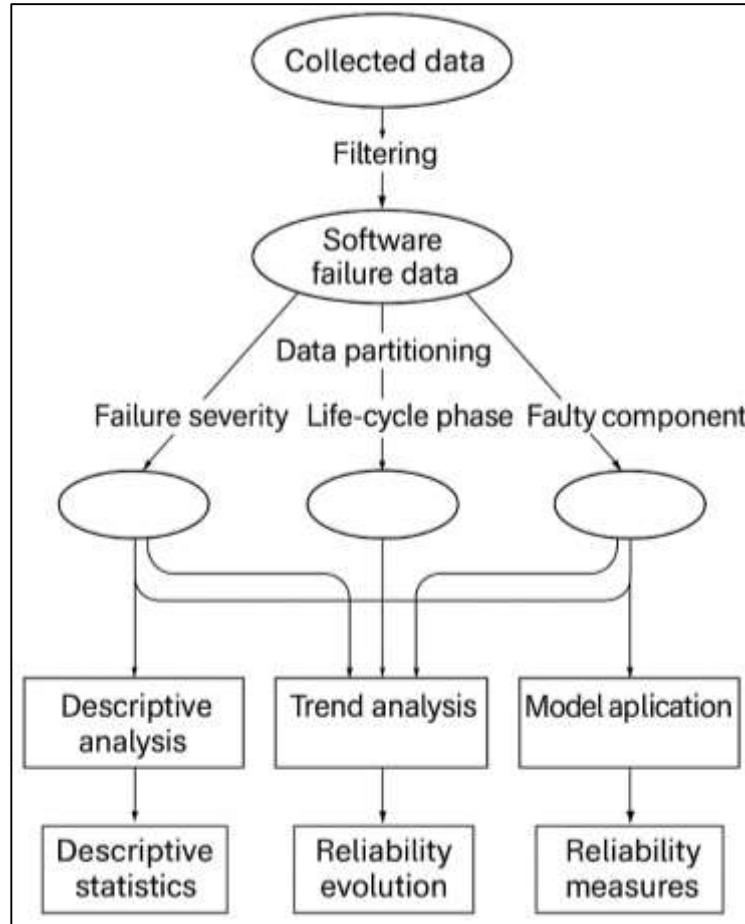 Collected data
Filtering
Software
failure data
Data partitioning
Failure severity
Life-cycle phase
Faulty component
Descriptive
analysis
Trend analysis
Model aplication
Descriptive
statistics
Reliability
evolution
Reliability
measures